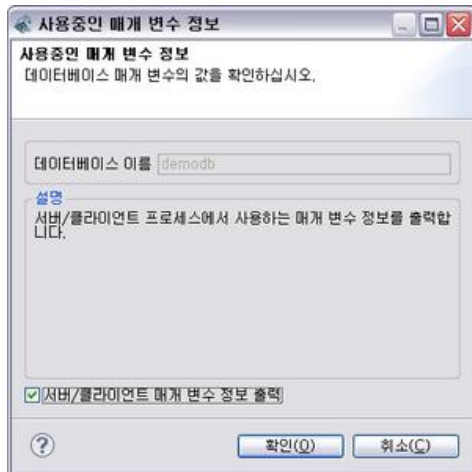 사용중인 매개 변수 정보
사용중인 매개 변수 정보
데이터베이스 매개 변수의 값을 확인하십시오.
데이터베이스 이름 demodb
설명
서버/클라이언트 프로세스에서 사용하는 매개 변수 정보를 출력합
니다.
서버/클라이언트 매개 변수 정보 출력
확인(O) 취소(C)